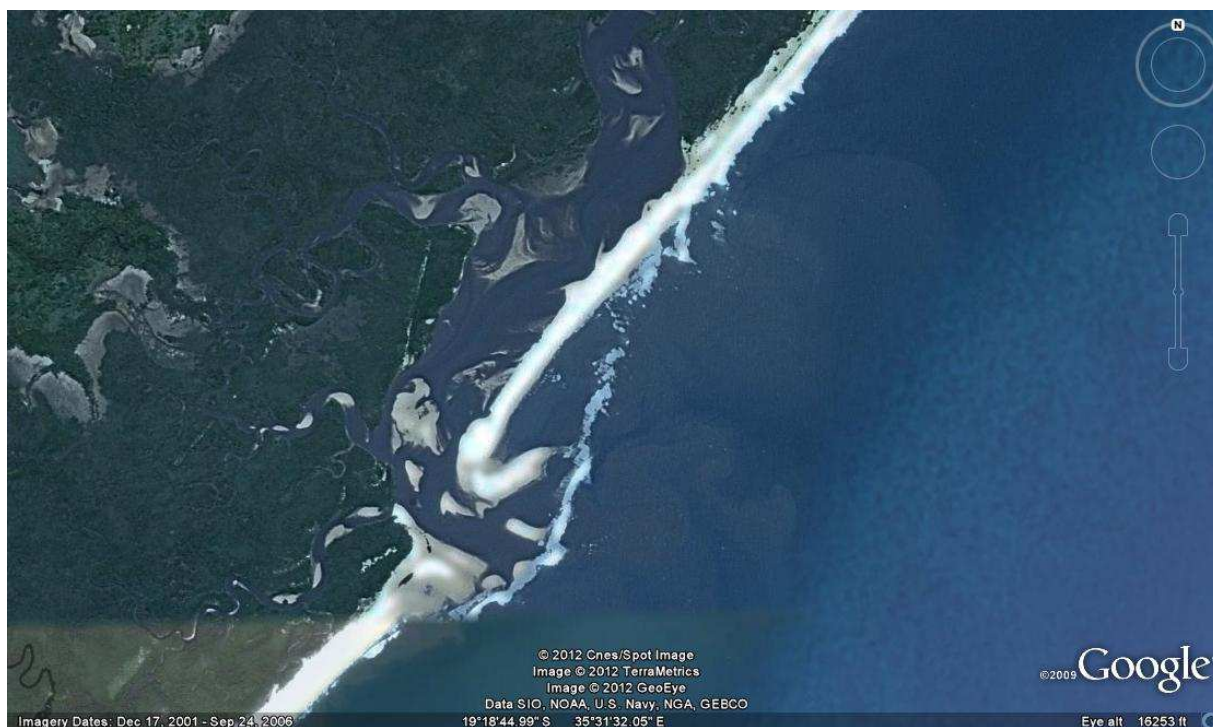 N
© 2012 Cnes/Spot Image
Image © 2012 TerraMetrics
Image © 2012 GeoEye
Data SIO, NOAA, U.S. Navy, NGA, GEBCO
©2009 Google
Imagery Dates: Dec 17, 2001 - Sep 24, 2006 19°18'44.99" S 35°31'32.05" E Eye alt 16253 ft